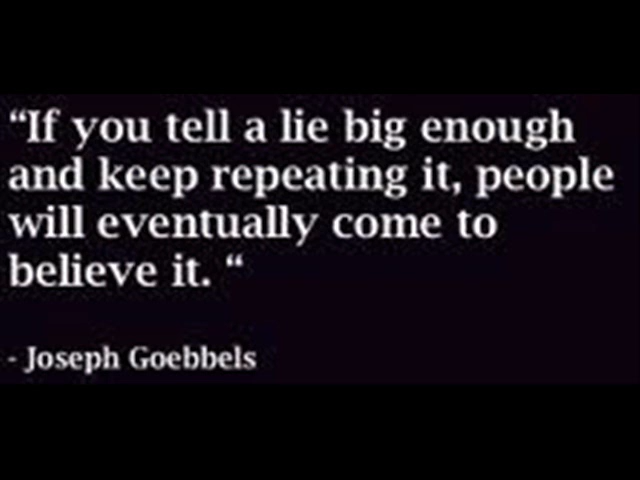 “If you tell a lie big enough
and keep repeating it, people
will eventually come to
believe it. “
- Joseph Goebbels